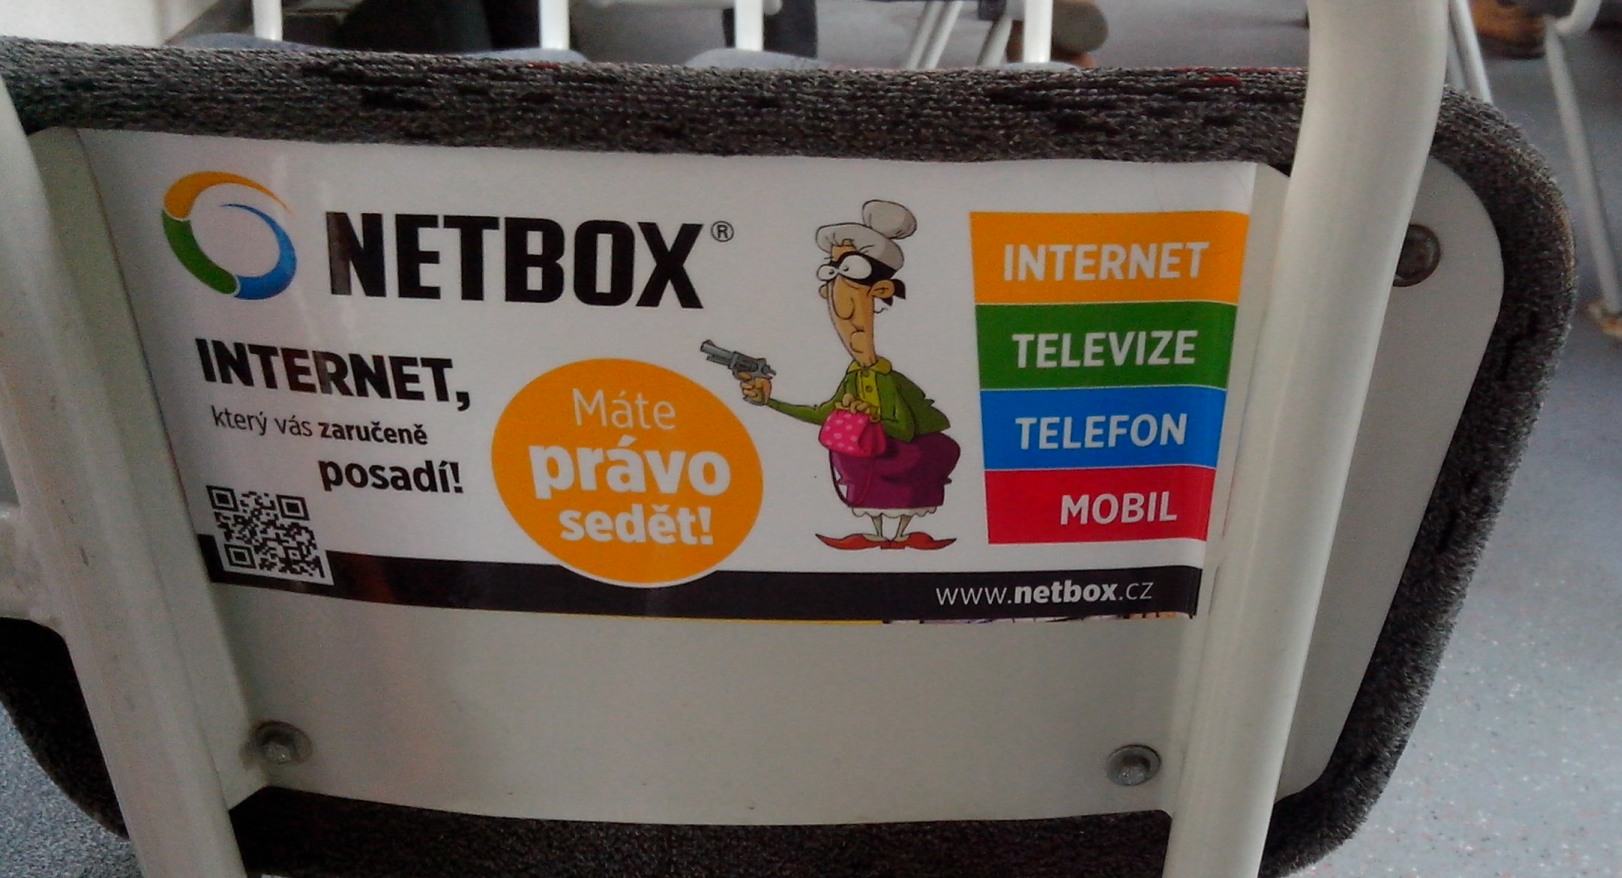 NETBOX®
INTERNET,
který vás zaručeně
posadí!
Máte
právo
sedět!
INTERNET
TELEVIZE
TELEFON
MOBIL
www.netbox.cz